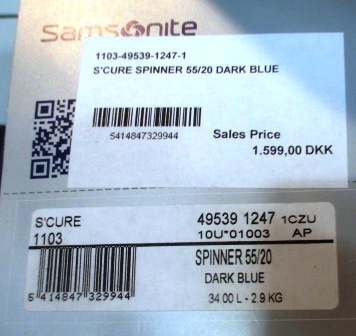 Samsonite
1103-49539-1247-1
S'CURE SPINNER 55/20 DARK BLUE
5414847329944
Sales Price
1.599,00 DKK
S'CURE
49539 1247 1CZU
1103
10U*01003 AP
SPINNER 55/20
DARK BLUE
34.00 L - 2.9 KG
5 414847 329944